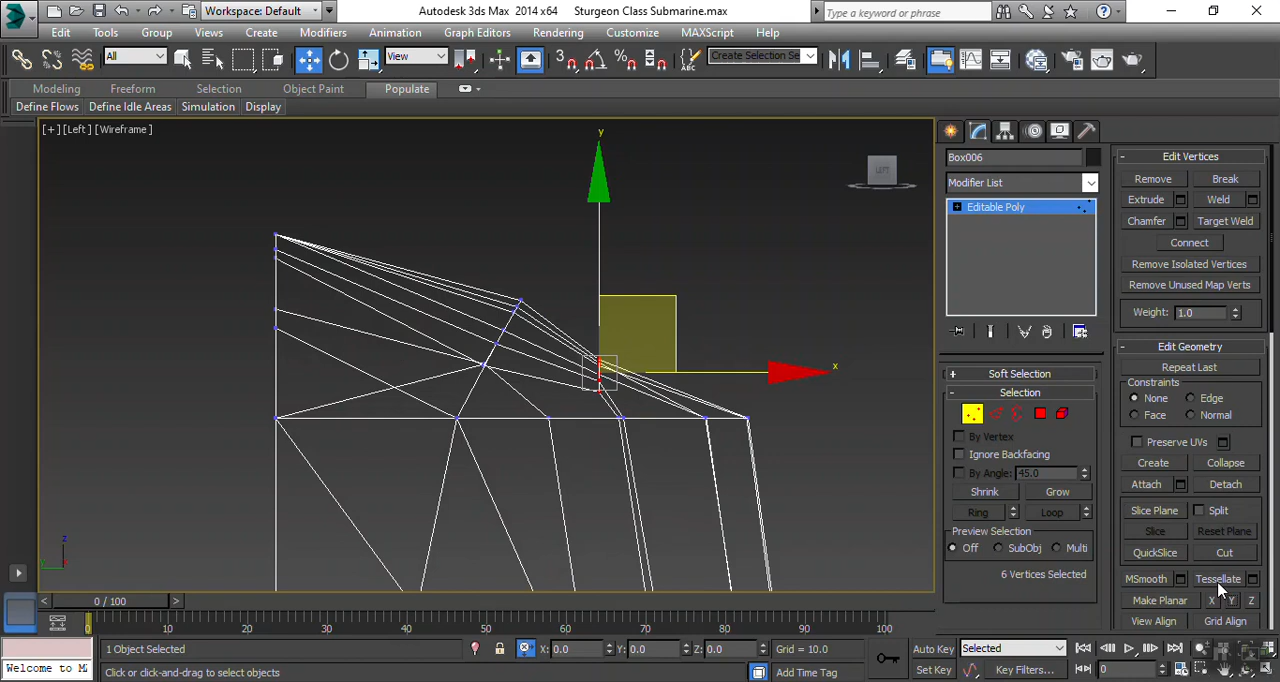 Workspace: Default
Autodesk 3ds Max 2014 x64 Sturgeon Class Submarine.max
Type a keyword or phrase
Edit Tools Group Views Create Modifiers Animation Graph Editors Rendering Customize MAXScript Help
All
View
3
Create Selection Se
Modeling Freeform Selection Object Paint Populate
Define Flows Define Idle Areas Simulation Display
[+] [Left] [Wireframe]
y
x
LEFT
z
Box006
Modifier List
Editable Poly
Soft Selection
Selection
By Vertex
Ignore Backfacing
By Angle: 45.0
Shrink Grow
Ring Loop
Preview Selection
Off SubObj Multi
6 Vertices Selected
Edit Vertices
Remove Break
Extrude Weld
Chamfer Target Weld
Connect
Remove Isolated Vertices
Remove Unused Map Verts
Weight: 1.0
Edit Geometry
Repeat Last
Constraints
None Edge
Face Normal
Preserve UVs
Create Collapse
Attach Detach
Slice Plane Split
Slice Reset Plane
QuickSlice Cut
MSmooth Tessellate
Make Planar X Y Z
View Align Grid Align
0 / 100
0 10 20 30 40 50 60 70 80 90 100
1 Object Selected X: 0.0 Y: 0.0 Z: 0.0 Grid = 10.0 Auto Key Selected
Welcome to M Click or click-and-drag to select objects Add Time Tag Set Key Key Filters... 0